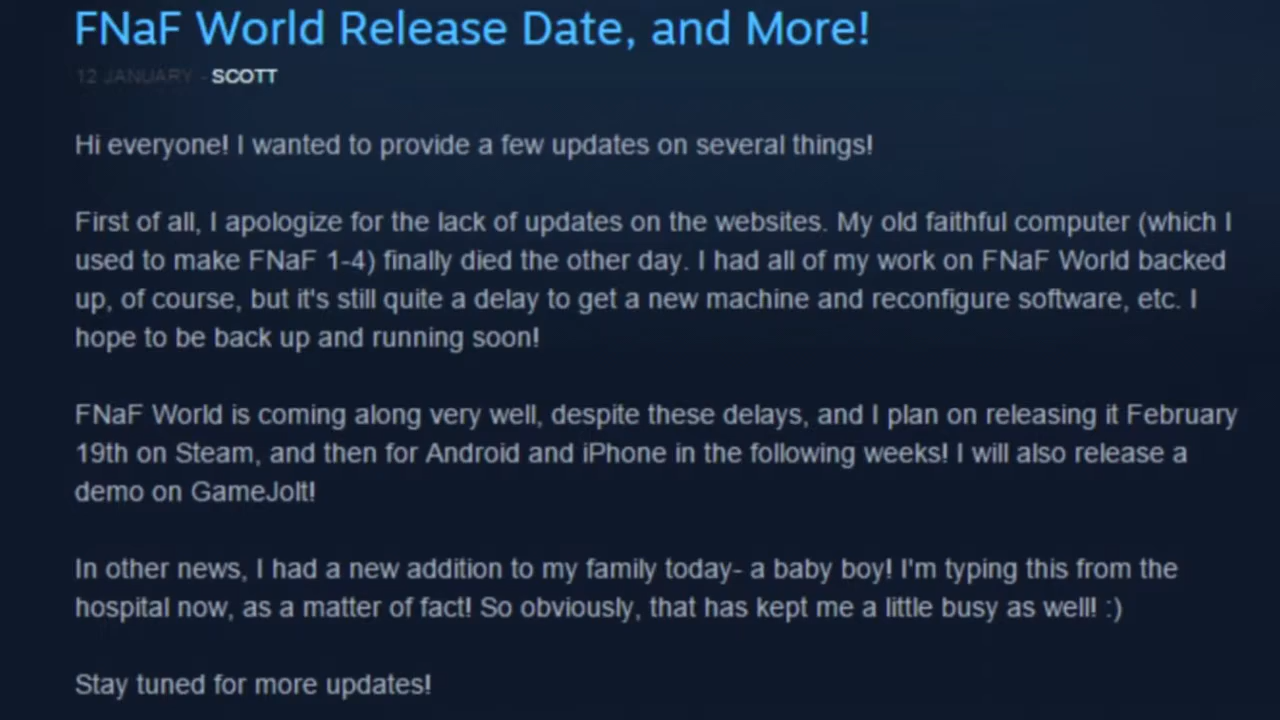 FNaF World Release Date, and More!
12 JANUARY - SCOTT
Hi everyone! I wanted to provide a few updates on several things!
First of all, I apologize for the lack of updates on the websites. My old faithful computer (which I
used to make FNaF 1-4) finally died the other day. I had all of my work on FNaF World backed
up, of course, but it's still quite a delay to get a new machine and reconfigure software, etc. I
hope to be back up and running soon!
FNaF World is coming along very well, despite these delays, and I plan on releasing it February
19th on Steam, and then for Android and iPhone in the following weeks! I will also release a
demo on GameJolt!
In other news, I had a new addition to my family today- a baby boy! I'm typing this from the
hospital now, as a matter of fact! So obviously, that has kept me a little busy as well! :)
Stay tuned for more updates!